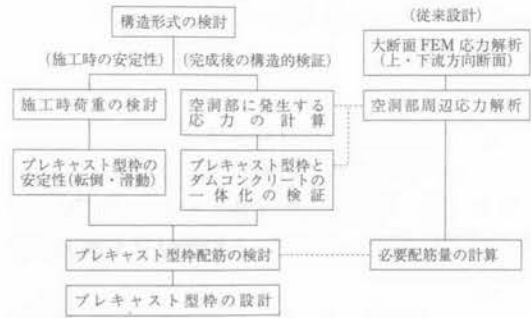 構造形式の検討
(従来設計)
(施工時の安定性)
(完成後の構造的検証)
大断面 FEM 応力解析
(上・下流方向断面)
施工時荷重の検討
空洞部に発生する
応力の計算
空洞部周辺応力解析
プレキャスト型枠の
安定性(転倒・滑動)
プレキャスト型枠と
ダムコンクリートの
一体化の検証
プレキャスト型枠配筋の検討
必要配筋量の計算
プレキャスト型枠の設計